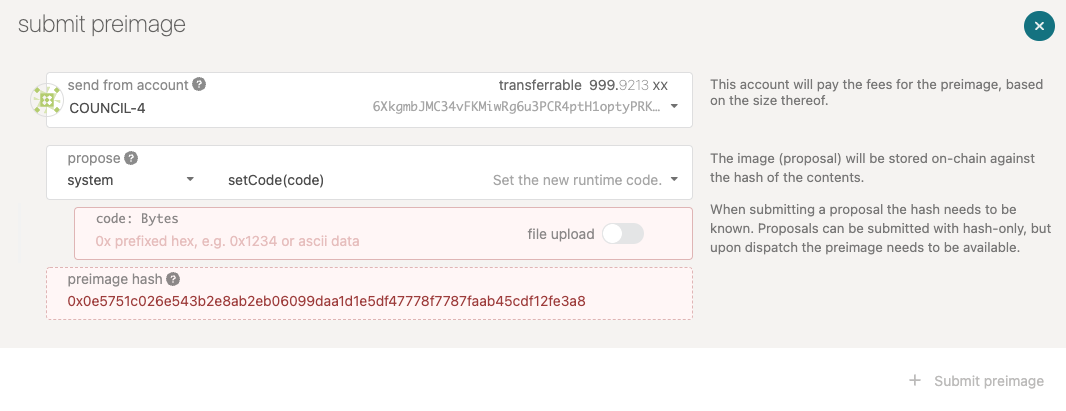 submit preimage
send from account
transferrable 999.9213 xx
COUNCIL-4
6XkgmbJMC34vFKMiwRg6u3PCR4ptH1optyPRK…
This account will pay the fees for the preimage, based
on the size thereof.
propose
system
setCode(code)
Set the new runtime code.
The image (proposal) will be stored on-chain against
the hash of the contents.
code: Bytes
0x prefixed hex, e.g. 0x1234 or ascii data
file upload
When submitting a proposal the hash needs to be
known. Proposals can be submitted with hash-only, but
upon dispatch the preimage needs to be available.
preimage hash
0x0e5751c026e543b2e8ab2eb06099daa1d1e5df47778f7787faab45cdf12fe3a8
Submit preimage